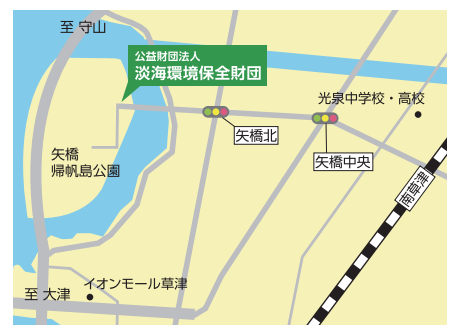 至 守山
公益財団法人
淡海環境保全財団
光泉中学校・高校
矢橋北
矢橋中央
矢橋
帰帆島公園
南草津
イオンモール草津
至 大津